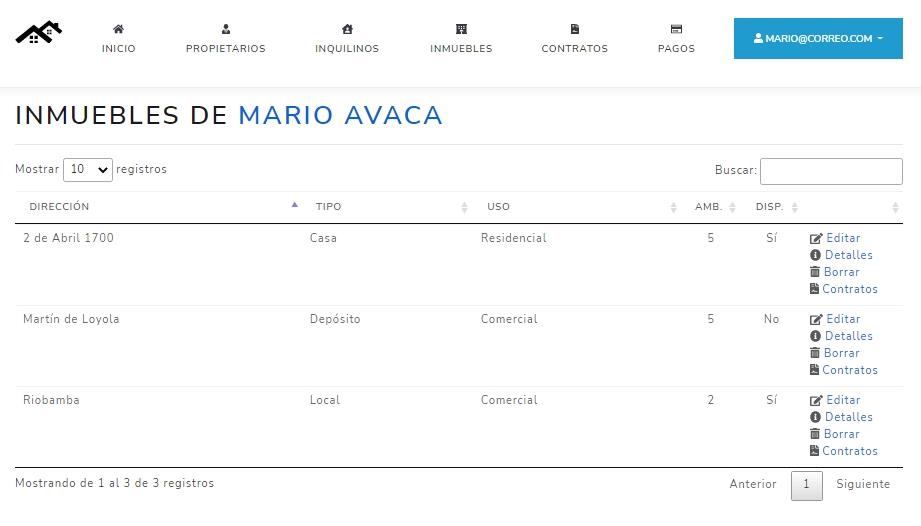 INICIO PROPIETARIOS INQUILINOS INMUEBLES CONTRATOS PAGOS MARIO@CORREO.COM
INMUEBLES DE MARIO AVACA
Mostrar 10 registros Buscar:
DIRECCIÓN TIPO USO AMB. DISP.
2 de Abril 1700 Casa Residencial 5 Sí Editar
Detalles
Borrar
Contratos
Martín de Loyola Depósito Comercial 5 No Editar
Detalles
Borrar
Contratos
Riobamba Local Comercial 2 Sí Editar
Detalles
Borrar
Contratos
Mostrando de 1 al 3 de 3 registros Anterior 1 Siguiente